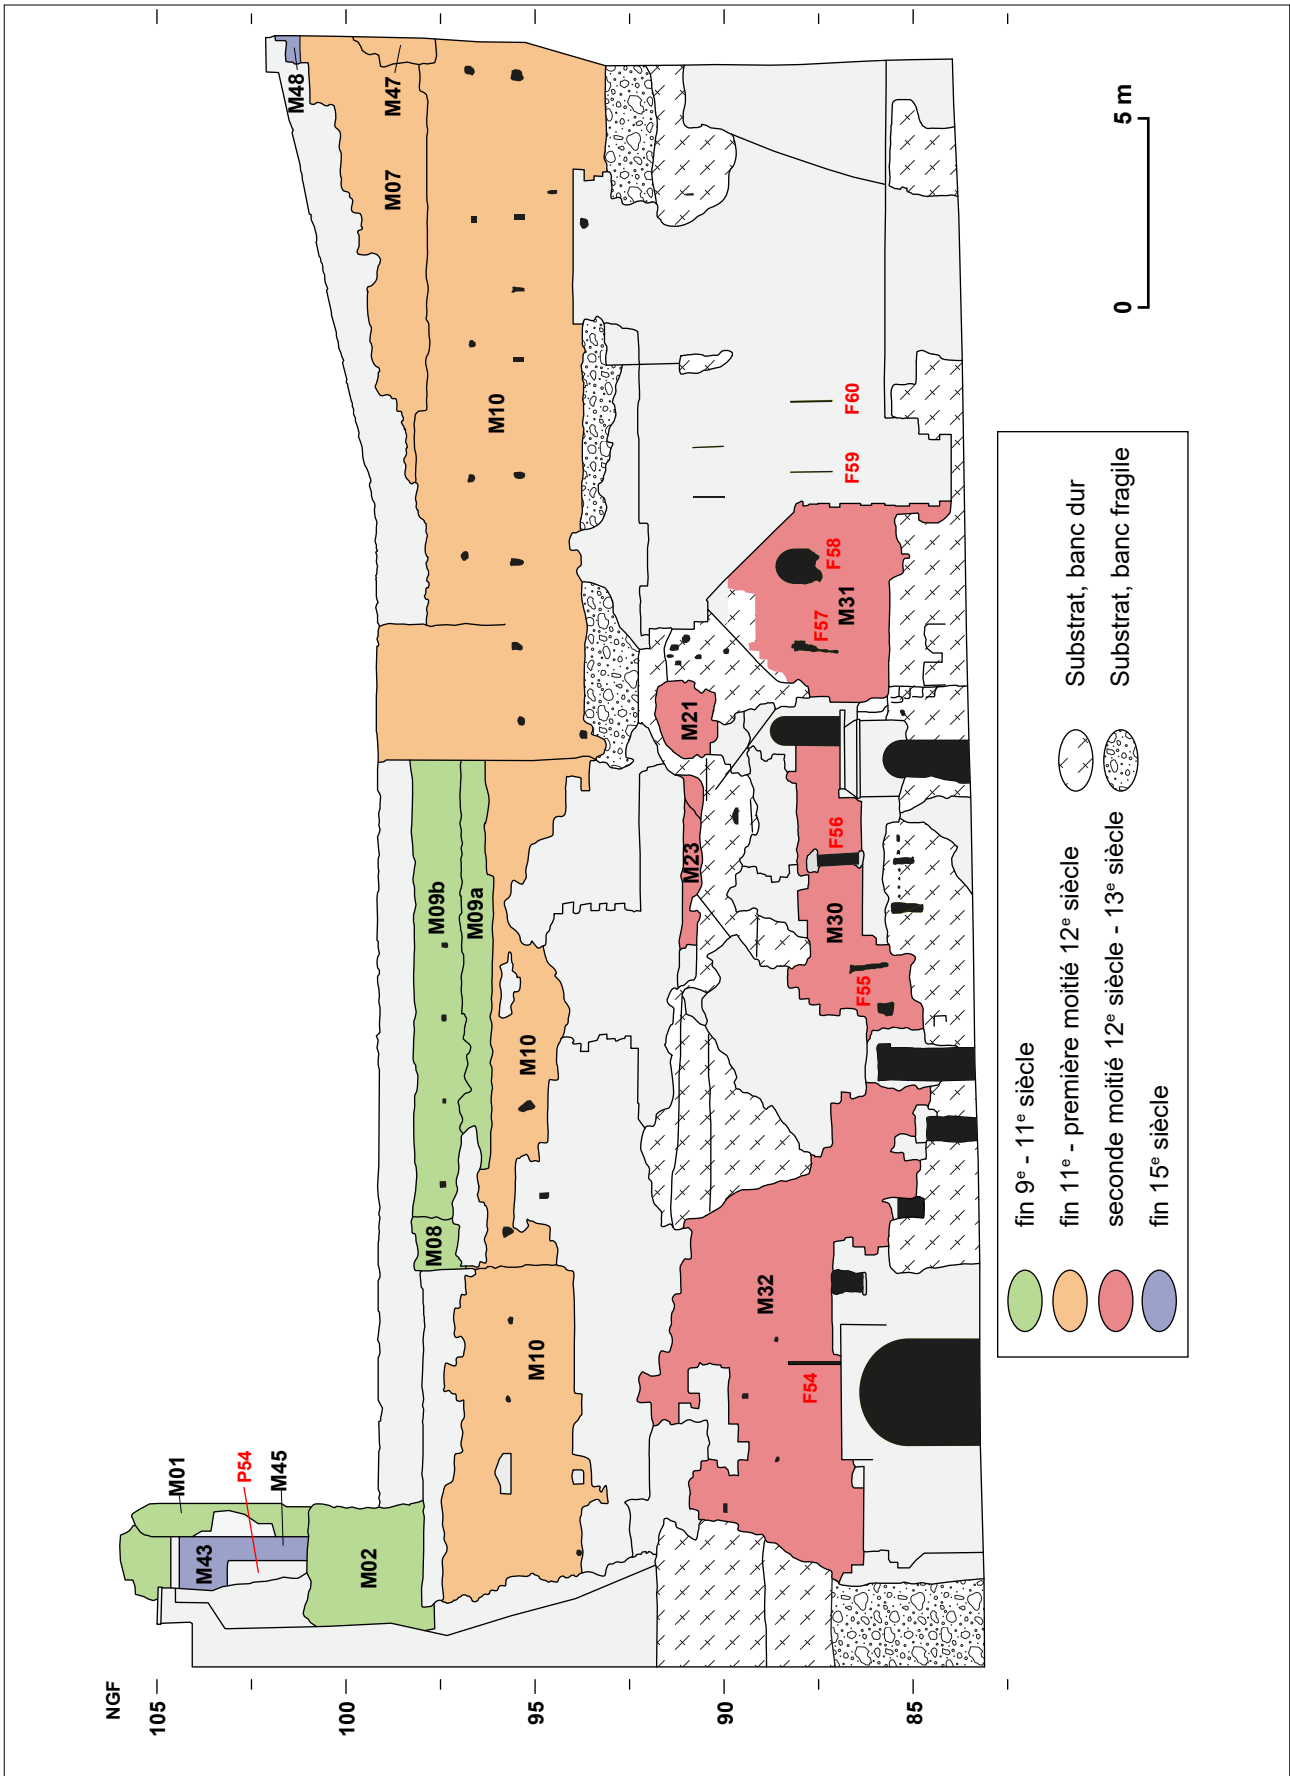 NGF
105
100
95
90
85
M01
P54
M45
M43
M02
M10
M08
M09b
M09a
M10
M10
M07
M47
M48
M32
F54
M23
M21
M30
F55
F56
M31
F57
F58
F59
F60
0 5 m
fin 9e - 11e siècle
fin 11e - première moitié 12e siècle
seconde moitié 12e siècle - 13e siècle
fin 15e siècle
Substrat, banc dur
Substrat, banc fragile